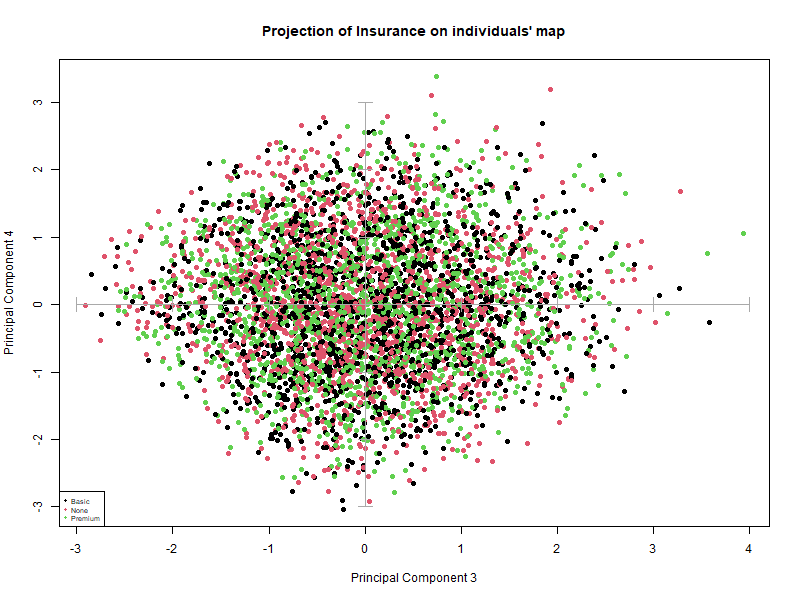 Projection of Insurance on individuals' map
Principal Component 4
3
2
1
0
-1
-2
-3
Basic
None
Premium
-3 -2 -1 0 1 2 3 4
Principal Component 3